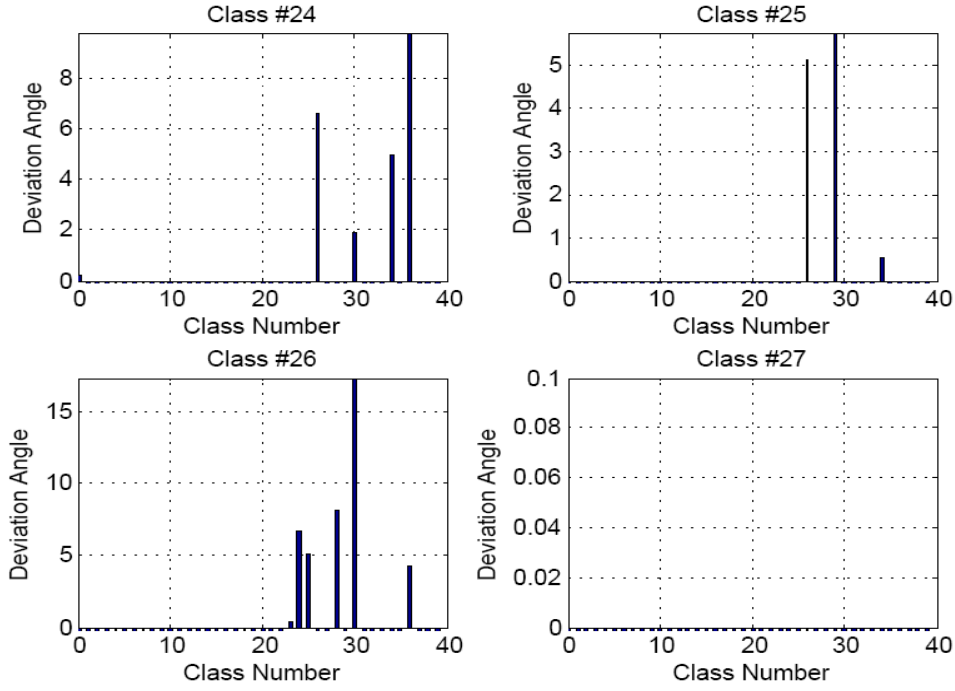 Class #24
Deviation Angle
8
6
4
2
0
0 10 20 30 40
Class Number
Class #25
Deviation Angle
5
4
3
2
1
0
0 10 20 30 40
Class Number
Class #26
Deviation Angle
15
10
5
0
0 10 20 30 40
Class Number
Class #27
Deviation Angle
0.1
0.08
0.06
0.04
0.02
0
0 10 20 30 40
Class Number